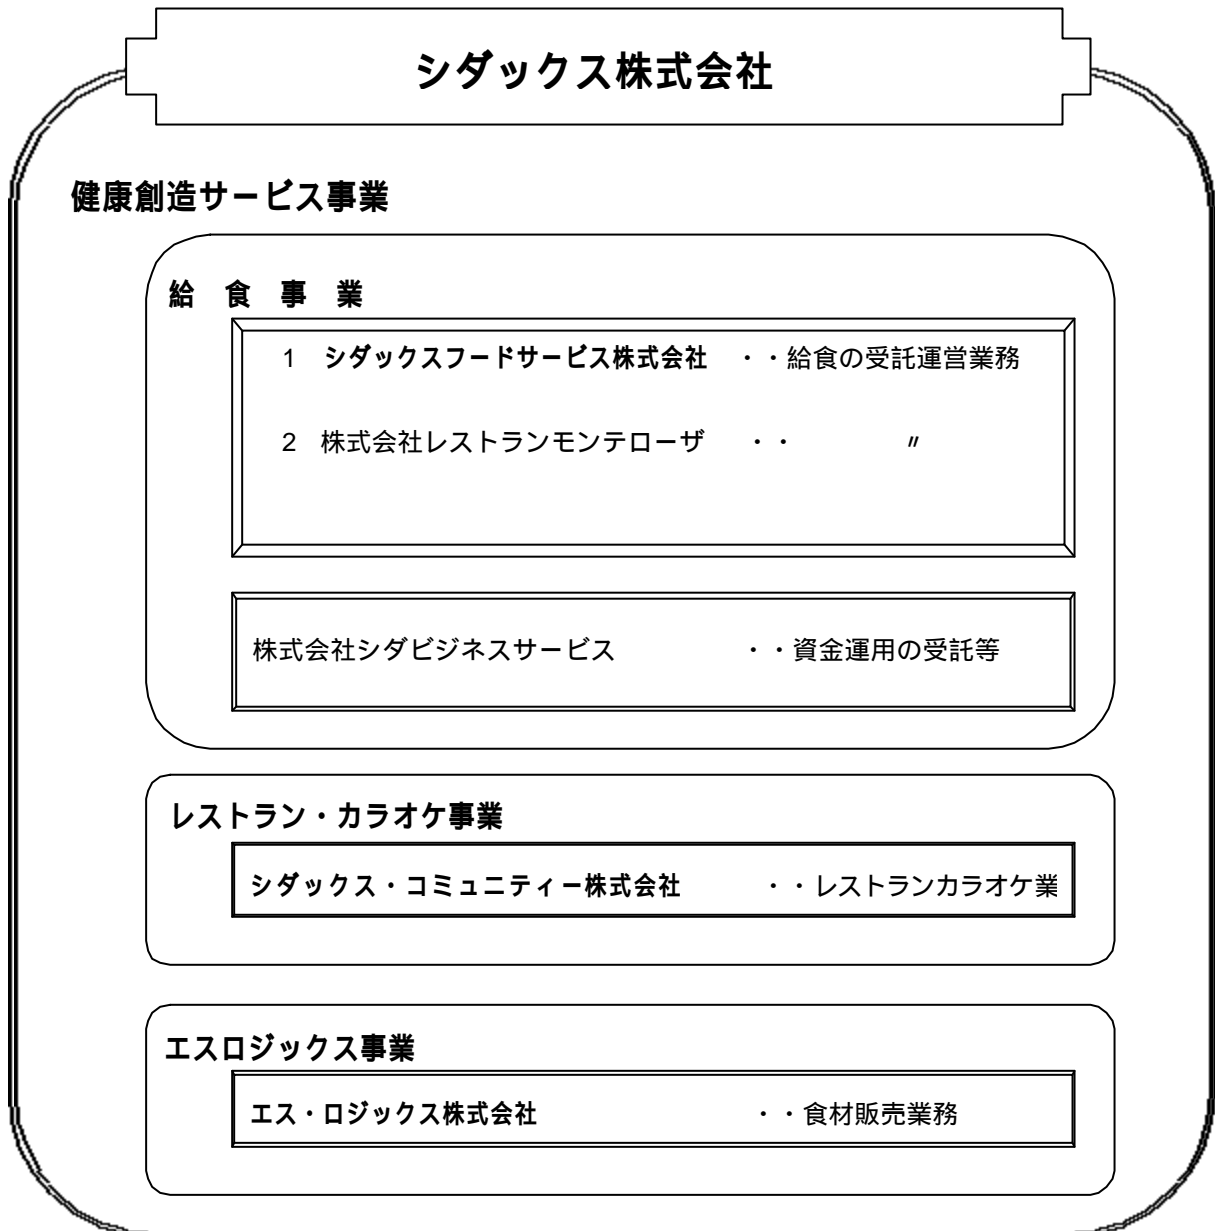 シダックス株式会社
健康創造サービス事業
給 食 事 業
1 シダックスフードサービス株式会社 ・・給食の受託運営業務
2 株式会社レストランモンテローザ ・・ 〃
株式会社シダビジネスサービス ・・資金運用の受託等
レストラン・カラオケ事業
シダックス・コミュニティー株式会社 ・・レストランカラオケ業
エスロジックス事業
エス・ロジックス株式会社 ・・食材販売業務